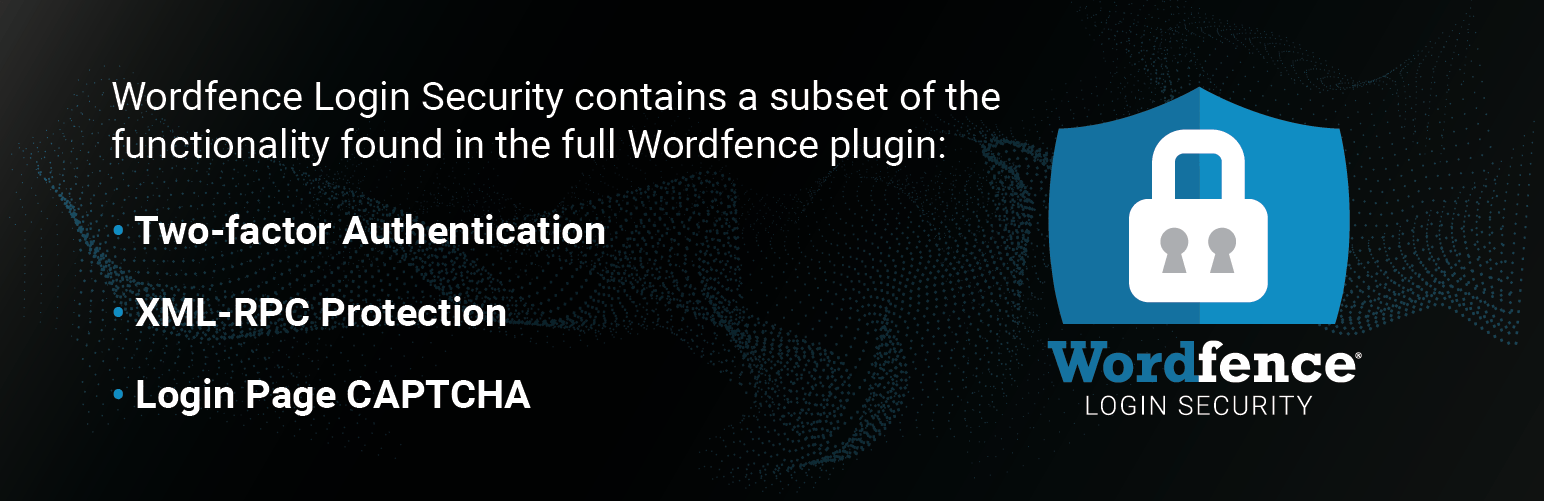 Wordfence Login Security contains a subset of the
functionality found in the full Wordfence plugin:
• Two-factor Authentication
• XML-RPC Protection
• Login Page CAPTCHA
Wordfence®
LOGIN SECURITY